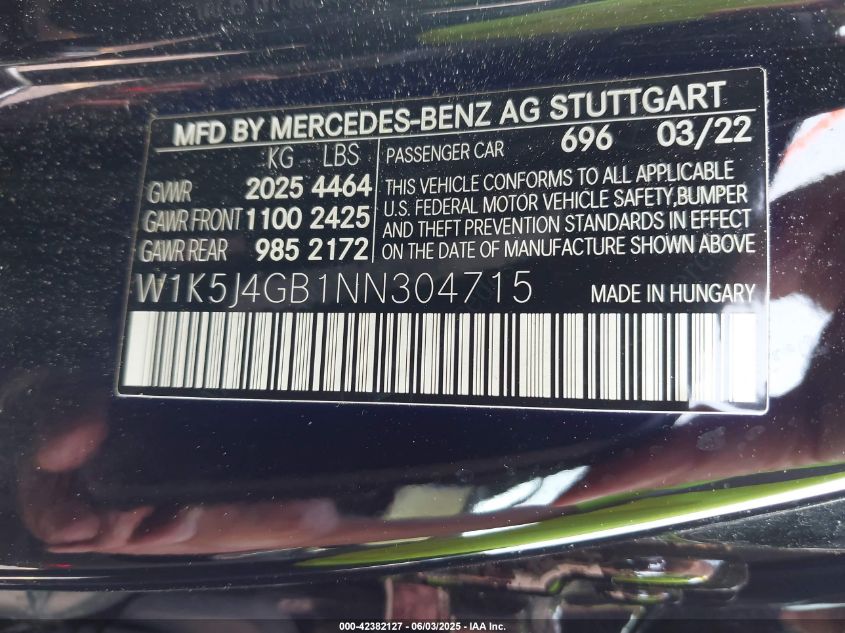 MFD BY MERCEDES-BENZ AG STUTTGART
KG LBS
GVWR 2025 4464
GAWR FRONT 1100 2425
GAWR REAR 985 2172
PASSENGER CAR 696 03/22
THIS VEHICLE CONFORMS TO ALL APPLICABLE
U.S. FEDERAL MOTOR VEHICLE SAFETY,BUMPER
AND THEFT PREVENTION STANDARDS IN EFFECT
ON THE DATE OF MANUFACTURE SHOWN ABOVE
W1K5J4GB1NN304715 MADE IN HUNGARY
000-42382127 - 06/03/2025 - IAA Inc.